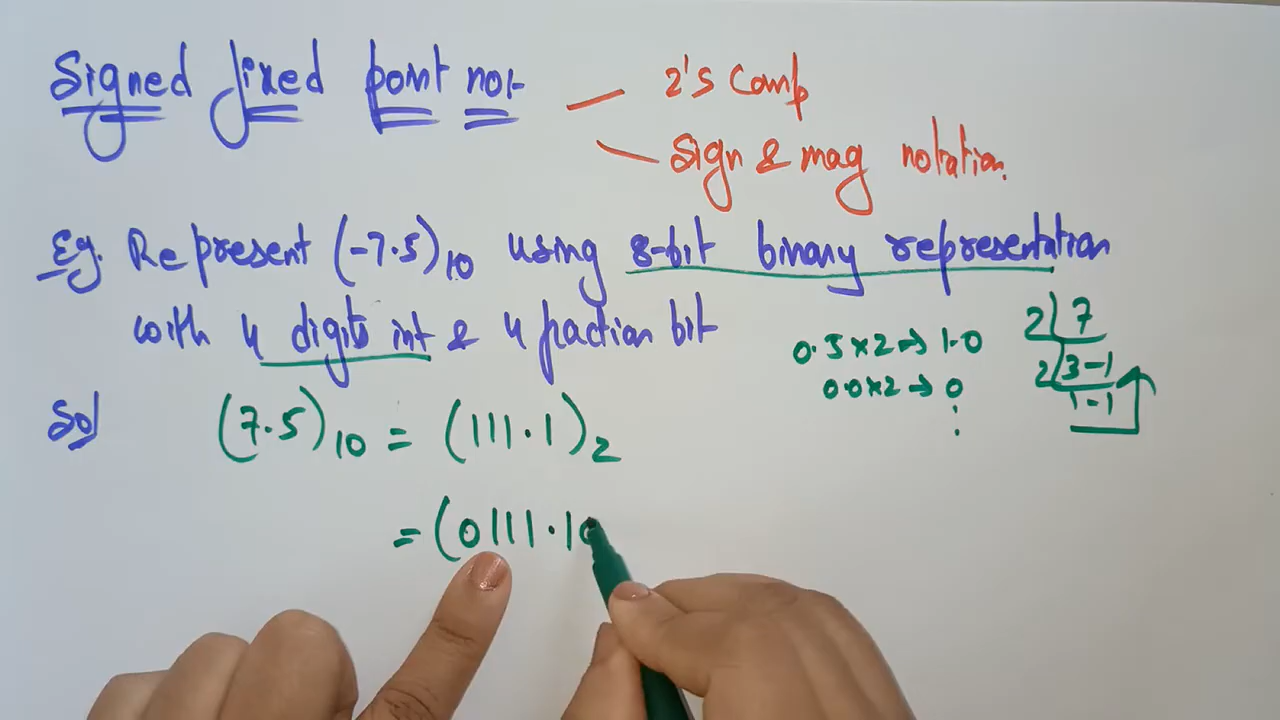 Signed fixed point not
2's Comp
Sign & mag notation.
Eg. Represent (-7.5)10 using 8-bit binary representation
with 4 digits int & 4 fraction bit
0.5×2→1.0
0.0×2→0
⋮
2 7
2 3-1
1-1
Sol (7.5)10 = (111.1)2
= (0111.10